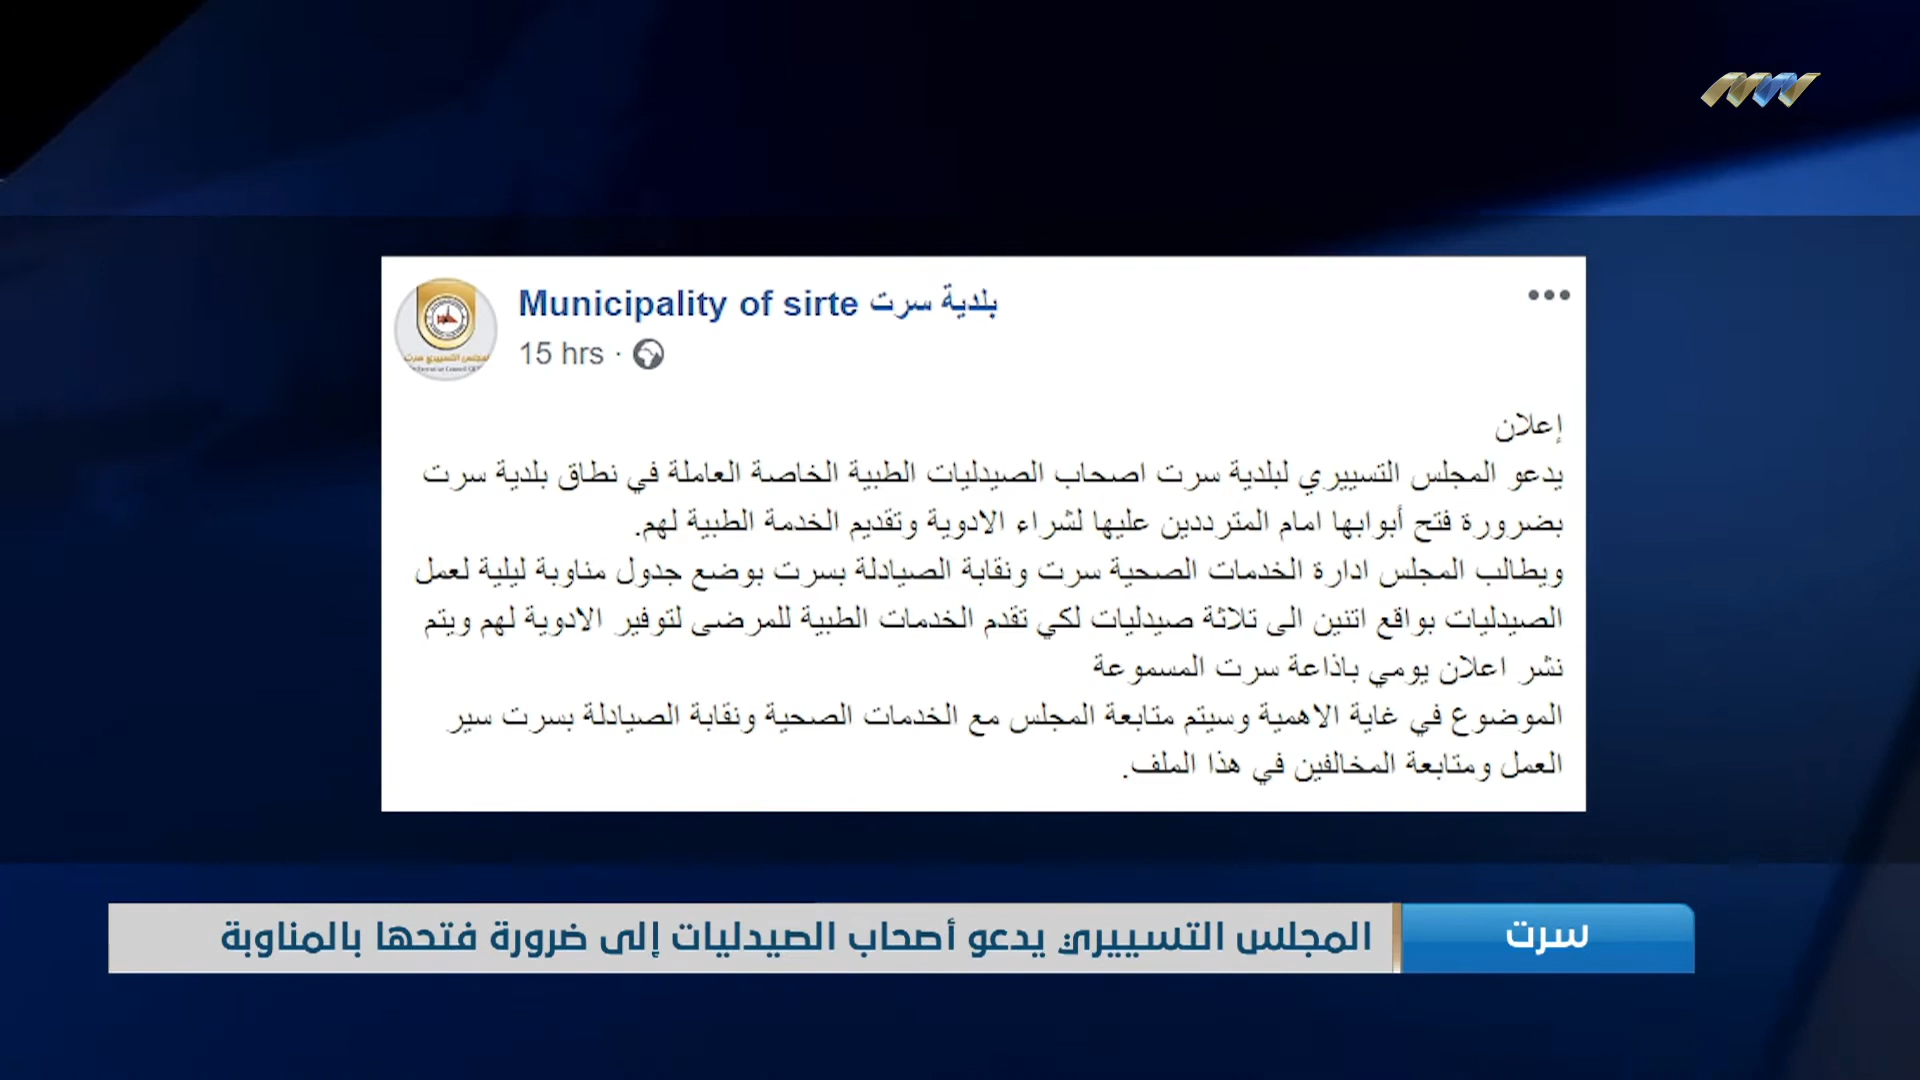 Municipality of sirte بلدية سرت
15 hrs ·
المجلس التسييري سرت
إعلان
يدعو المجلس التسييري لبلدية سرت اصحاب الصيدليات الطبية الخاصة العاملة في نطاق بلدية سرت
بضرورة فتح أبوابها امام المترددين عليها لشراء الادوية وتقديم الخدمة الطبية لهم.
ويطالب المجلس ادارة الخدمات الصحية سرت ونقابة الصيادلة بسرت بوضع جدول مناوبة ليلية لعمل
الصيدليات بواقع اتنين الى تلاثة صيدليات لكي تقدم الخدمات الطبية للمرضى لتوفير الادوية لهم ويتم
نشر اعلان يومي باذاعة سرت المسموعة
الموضوع في غاية الاهمية وسيتم متابعة المجلس مع الخدمات الصحية ونقابة الصيادلة بسرت سير
العمل ومتابعة المخالفين في هذا الملف.
سرت
المجلس التسييري يدعو أصحاب الصيدليات إلى ضرورة فتحها بالمناوبة